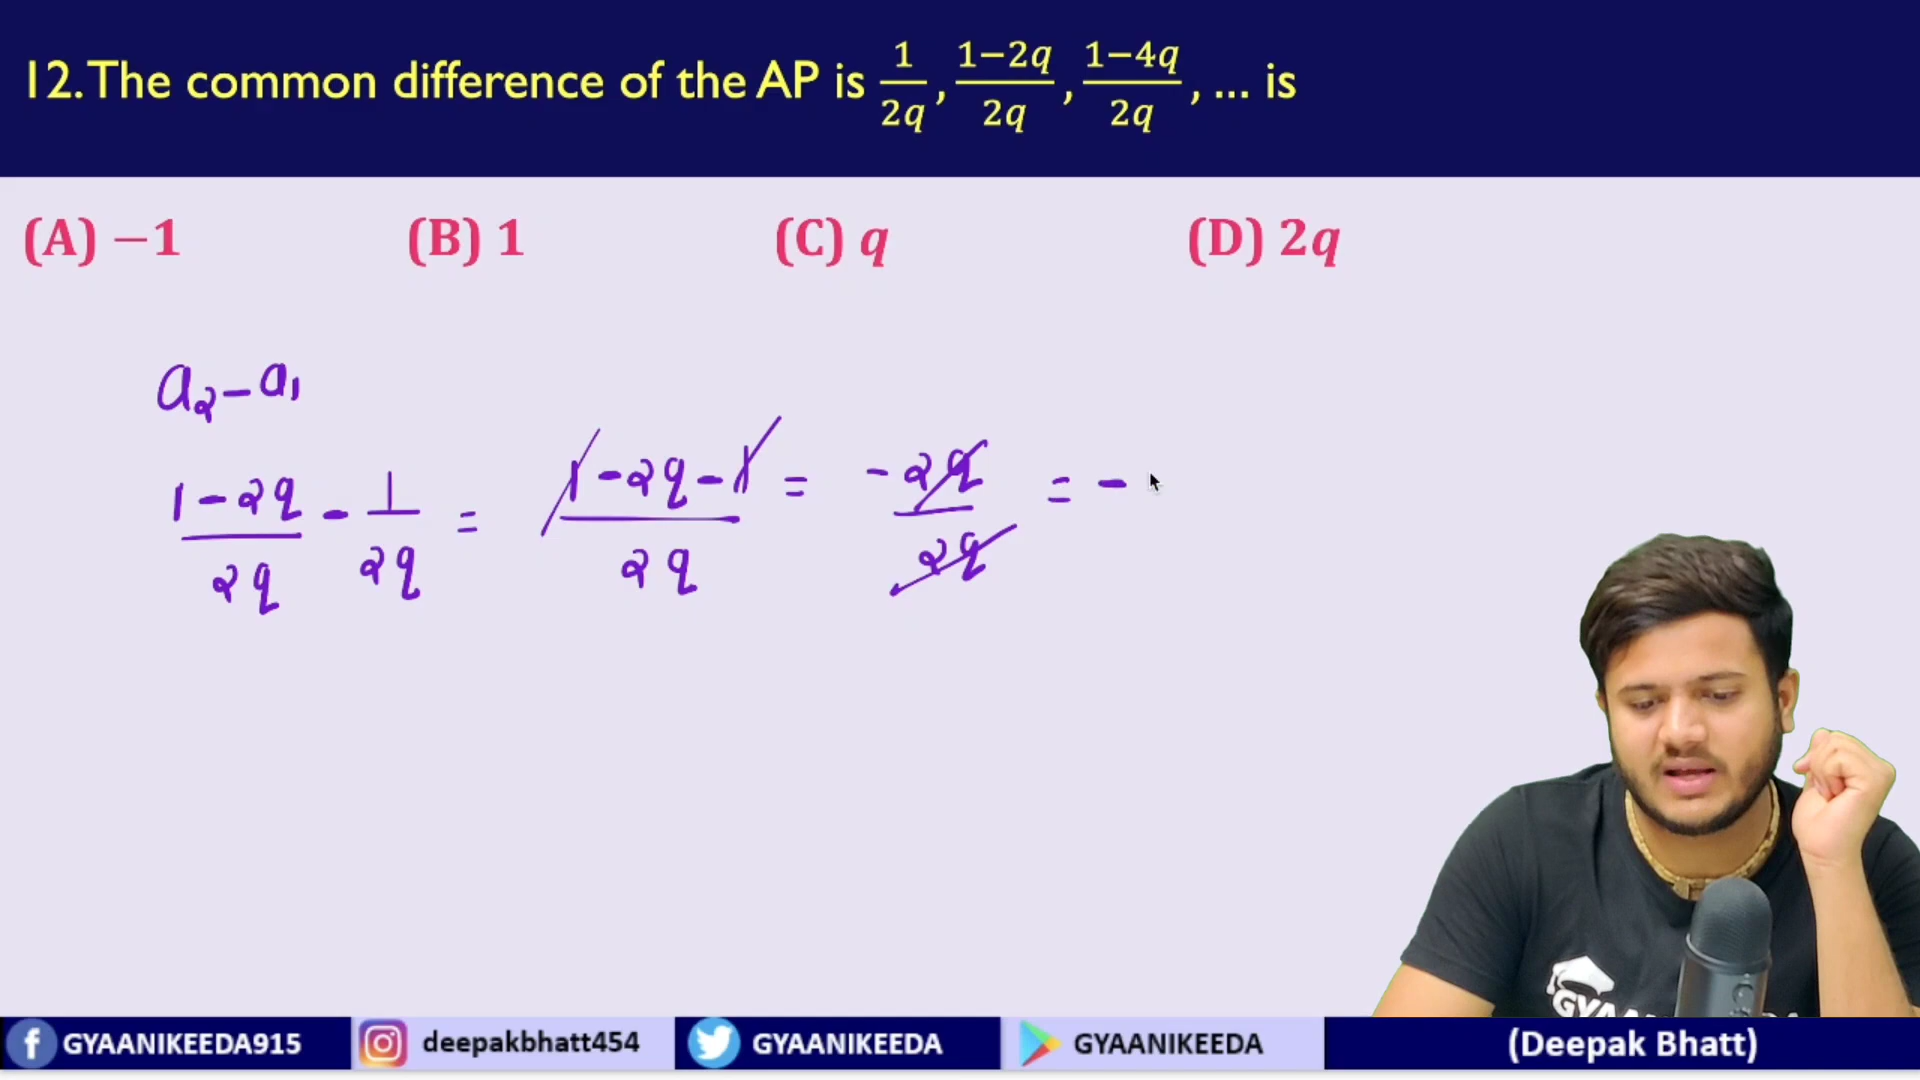 12. The common difference of the AP is 1/2q, 1−2q/2q, 1−4q/2q, ... is
(A) −1 (B) 1 (C) q (D) 2q
a₂ − a₁
1−2q/2q − 1/2q = 1−2q−1/2q = −2q/2q = −
GYAANIKEEDA915 deepakbhatt454 GYAANIKEEDA GYAANIKEEDA (Deepak Bhatt)